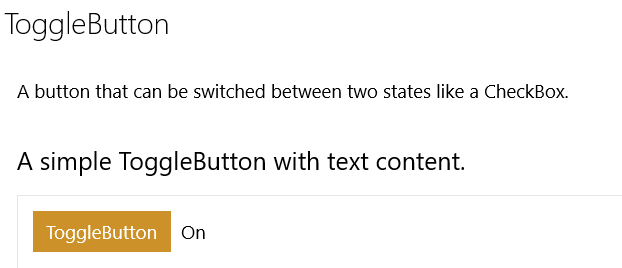 ToggleButton
A button that can be switched between two states like a CheckBox.
A simple ToggleButton with text content.
ToggleButton On